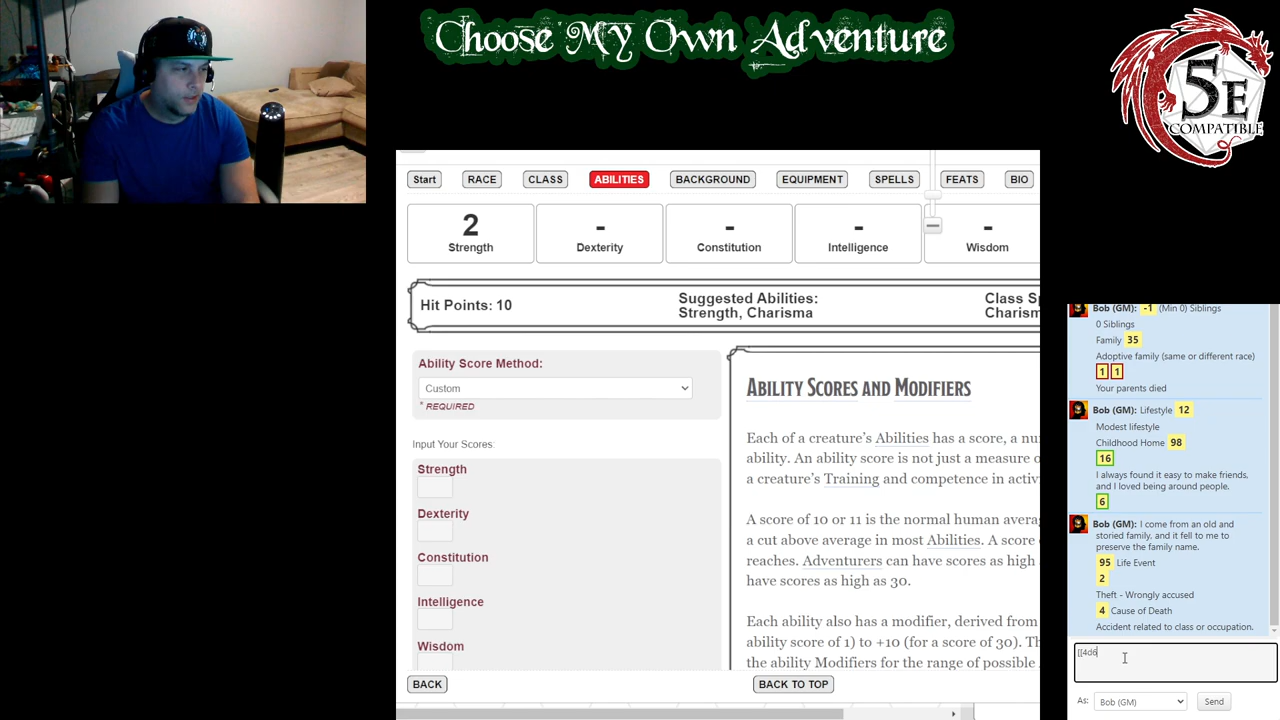 Choose My Own Adventure
5E
COMPATIBLE
Start RACE CLASS ABILITIES BACKGROUND EQUIPMENT SPELLS FEATS BIO
2 - - - -
Strength Dexterity Constitution Intelligence Wisdom
Hit Points: 10
Suggested Abilities:
Strength, Charisma
Class Sp
Charism
Ability Score Method:
Custom
* REQUIRED
Input Your Scores:
Strength
Dexterity
Constitution
Intelligence
Wisdom
BACK
ABILITY SCORES AND MODIFIERS
Each of a creature's Abilities has a score, a nu
ability. An ability score is not just a measure o
a creature's Training and competence in activ
A score of 10 or 11 is the normal human avera
a cut above average in most Abilities. A score
reaches. Adventurers can have scores as high
have scores as high as 30.
Each ability also has a modifier, derived from
ability score of 1) to +10 (for a score of 30). Th
the ability Modifiers for the range of possible
BACK TO TOP
Bob (GM): -1 (Min 0) Siblings
0 Siblings
Family 35
Adoptive family (same or different race)
1 1
Your parents died
Bob (GM): Lifestyle 12
Modest lifestyle
Childhood Home 98
16
I always found it easy to make friends,
and I loved being around people.
6
Bob (GM): I come from an old and
storied family, and it fell to me to
preserve the family name.
95 Life Event
2
Theft - Wrongly accused
4 Cause of Death
Accident related to class or occupation.
[[4d6
As: Bob (GM) Send